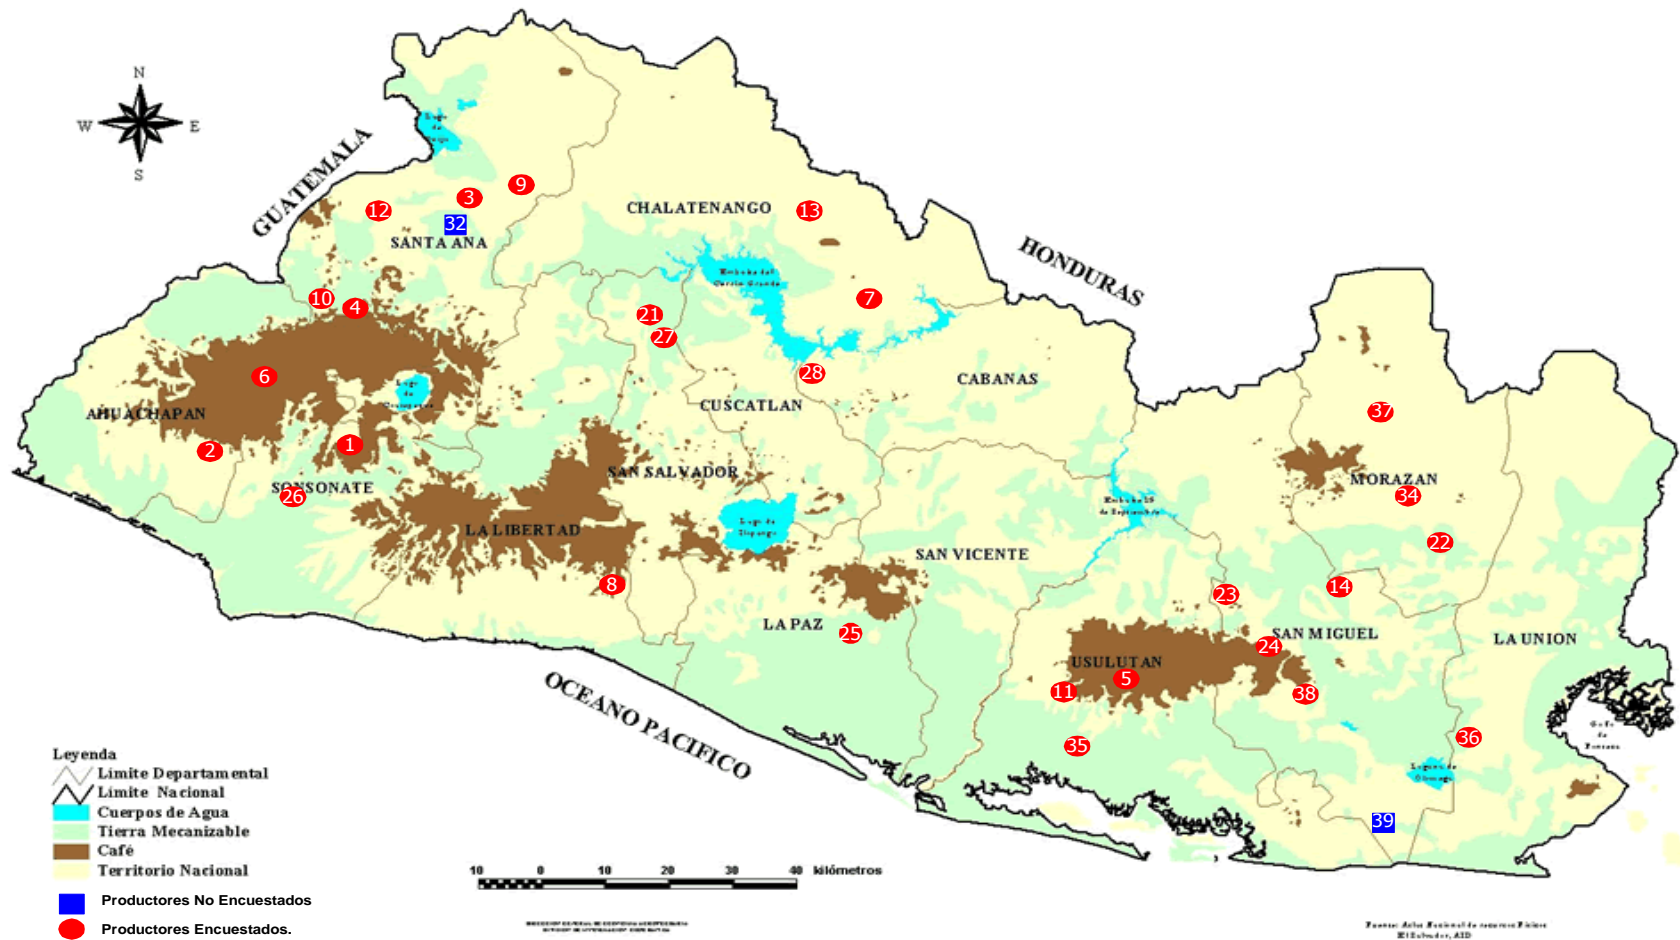 N
W E
S
GUATEMALA
HONDURAS
OCEANO PACIFICO
9
3
12
32
SANTA ANA
CHALATENANGO
13
10
4
7
21
27
28
6
CABANAS
CUSCATLAN
AHUACHAPAN
37
2
1
SAN SALVADOR
SONSONATE
26
MORAZAN
34
LA LIBERTAD
22
SAN VICENTE
8
23
14
LA PAZ
25
SAN MIGUEL
LA UNION
24
USULUTAN
5
11
38
35
36
39
Leyenda
Límite Departamental
Límite Nacional
Cuerpos de Agua
Tierra Mecanizable
Café
Territorio Nacional
Productores No Encuestados
Productores Encuestados.
10 0 10 20 30 40 kilómetros